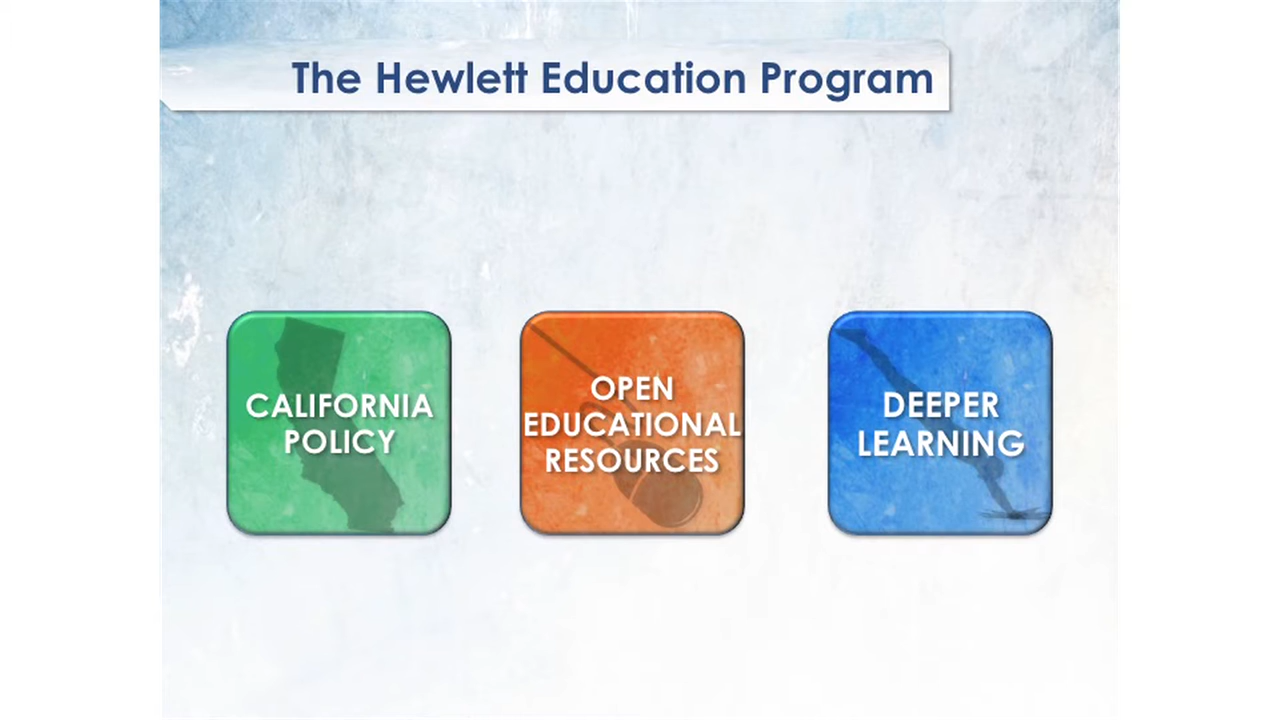 The Hewlett Education Program
CALIFORNIA
POLICY
OPEN
EDUCATIONAL
RESOURCES
DEEPER
LEARNING